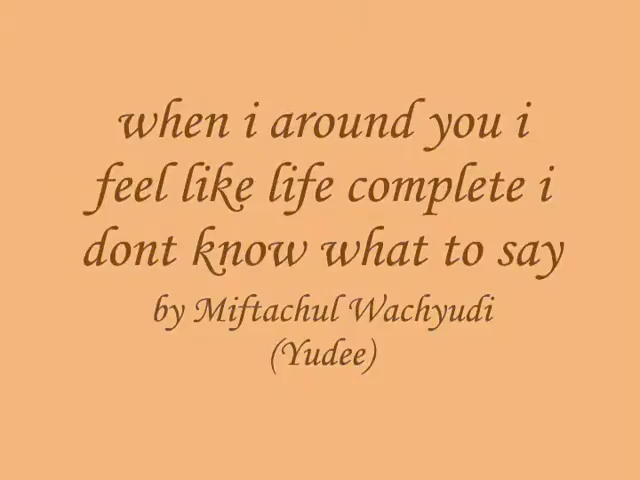 when i around you i
feel like life complete i
dont know what to say
by Miftachul Wachyudi
(Yudee)